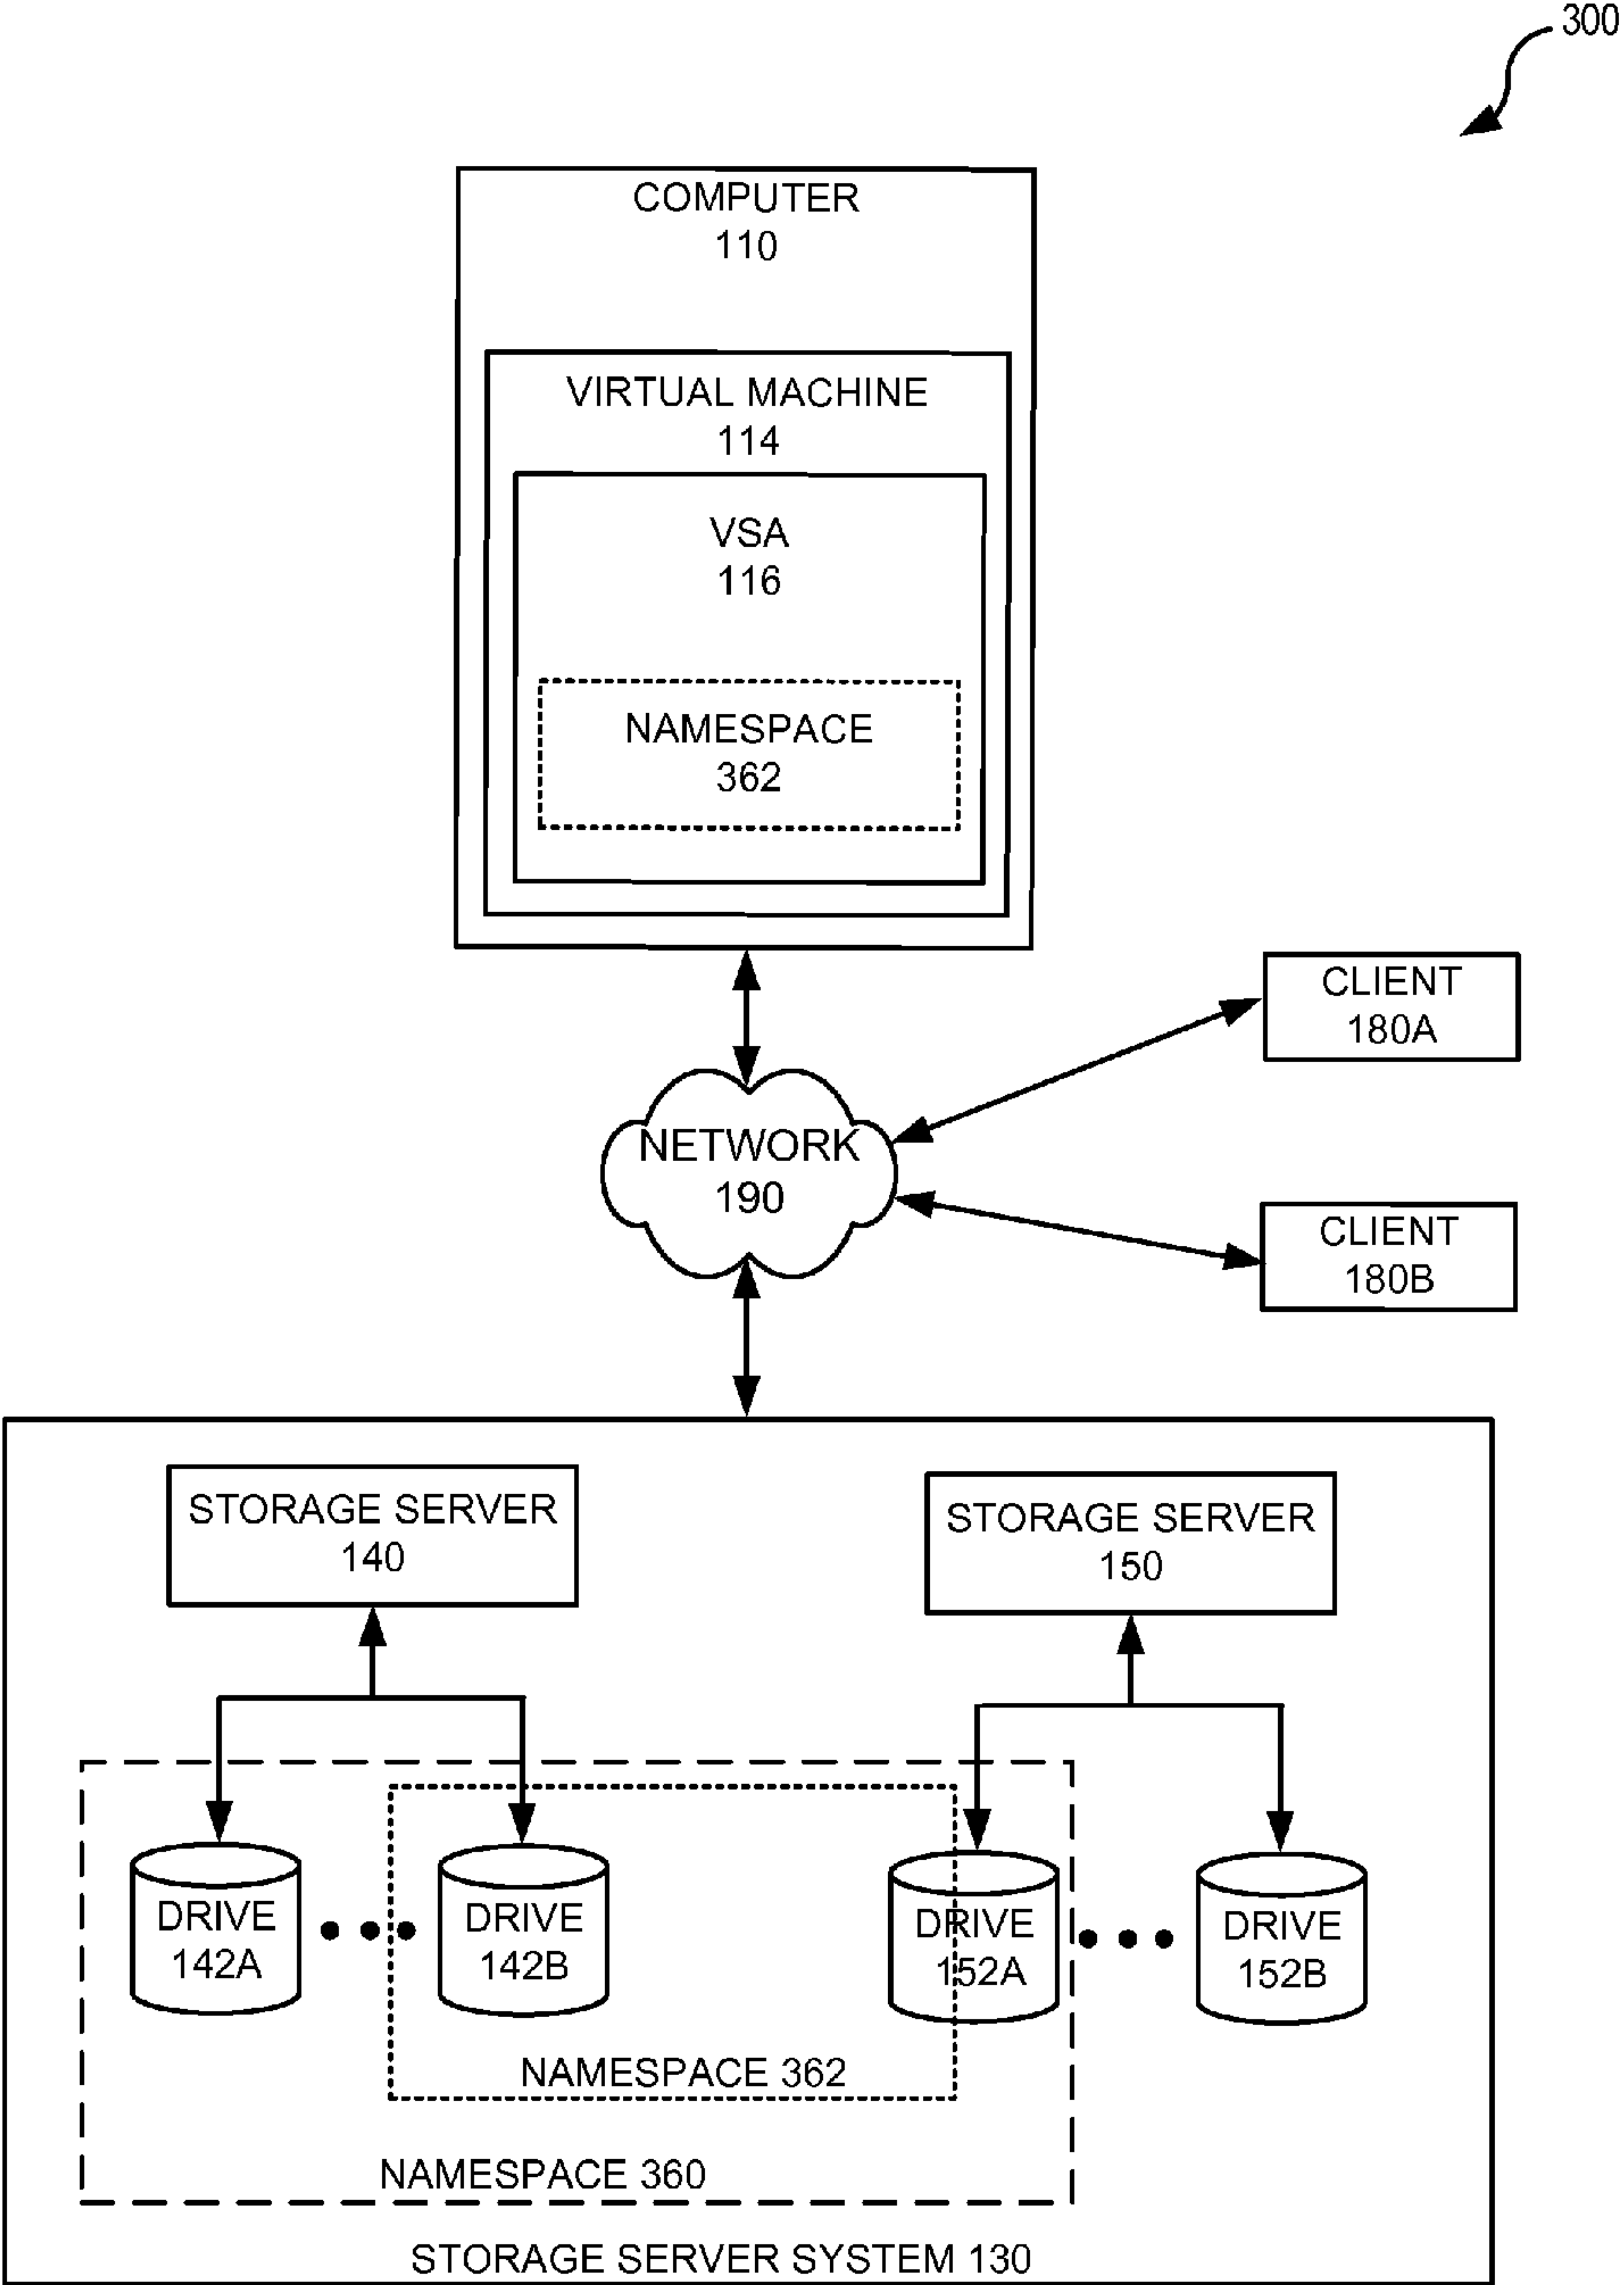 300
COMPUTER
110
VIRTUAL MACHINE
114
VSA
116
NAMESPACE
362
CLIENT
180A
NETWORK
190
CLIENT
180B
STORAGE SERVER
140
STORAGE SERVER
150
DRIVE
142A
DRIVE
142B
DRIVE
152A
DRIVE
152B
NAMESPACE 362
NAMESPACE 360
STORAGE SERVER SYSTEM 130